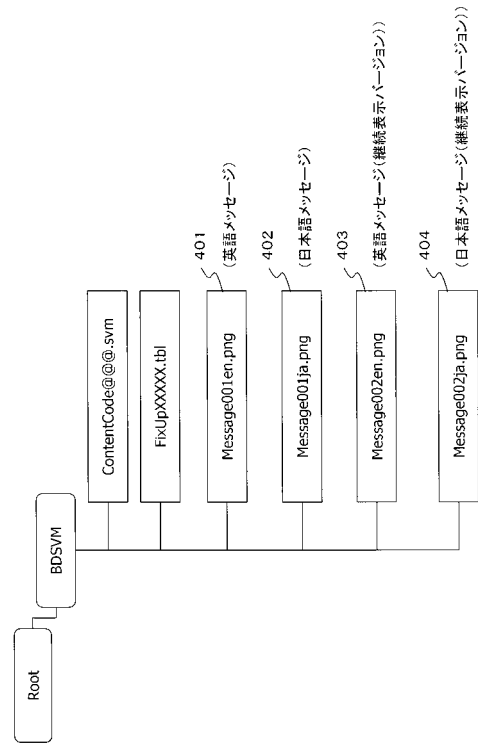 Root
BDSVM
ContentCode@@@.svm
FixUpXXXXX.tbl
Message001en.png
401
(英語メッセージ)
Message001ja.png
402
(日本語メッセージ)
Message002en.png
403
(英語メッセージ(継続表示バージョン))
Message002ja.png
404
(日本語メッセージ(継続表示バージョン))